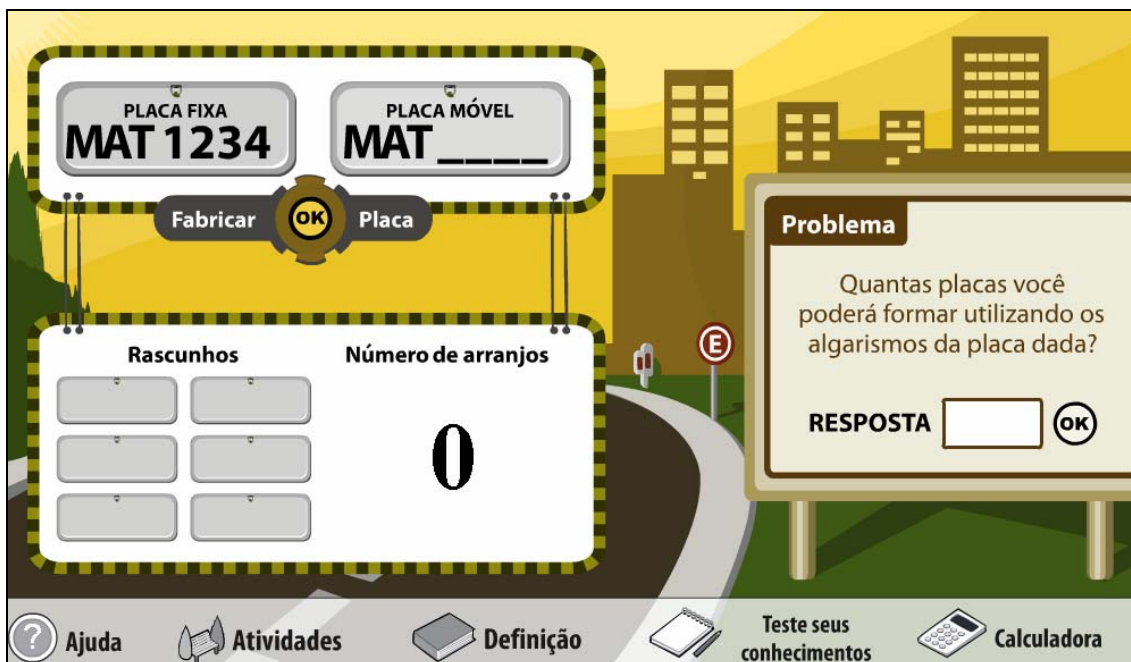 PLACA FIXA
MAT 1234
PLACA MÓVEL
MAT_ _ _ _
Fabricar
OK
Placa
Problema
Quantas placas você
poderá formar utilizando os
algarismos da placa dada?
RESPOSTA
OK
E
Rascunhos
Número de arranjos
0
? Ajuda
Atividades
Definição
Teste seus
conhecimentos
Calculadora